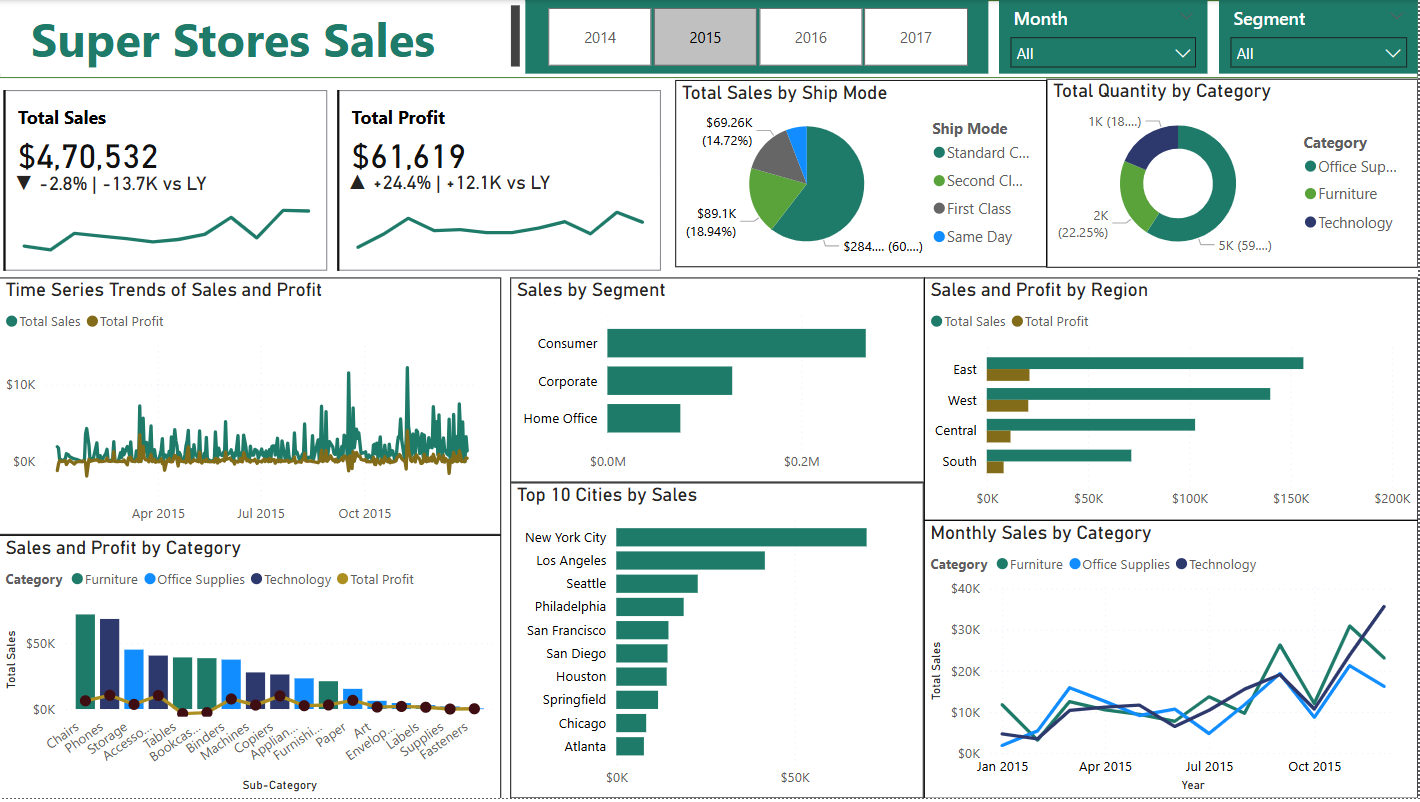 Super Stores Sales
2014
2015
2016
2017
Month
All
Segment
All
Total Sales
$4,70,532
▼ -2.8% | -13.7K vs LY
Total Profit
$61,619
▲ +24.4% | +12.1K vs LY
Total Sales by Ship Mode
$69.26K
(14.72%)
$89.1K
(18.94%)
$284.... (60....)
Ship Mode
Standard C...
Second Cl...
First Class
Same Day
Total Quantity by Category
1K (18....)
2K
(22.25%)
5K (59....)
Category
Office Sup...
Furniture
Technology
Time Series Trends of Sales and Profit
Total Sales
Total Profit
$10K
$0K
Apr 2015
Jul 2015
Oct 2015
Sales by Segment
Consumer
Corporate
Home Office
$0.0M
$0.2M
Sales and Profit by Region
Total Sales
Total Profit
East
West
Central
South
$0K
$50K
$100K
$150K
$200K
Sales and Profit by Category
Category
Furniture
Office Supplies
Technology
Total Profit
Total Sales
$50K
$0K
Chairs
Phones
Storage
Accesso...
Tables
Bookcas...
Binders
Machines
Copiers
Applian...
Furnishi...
Paper
Art
Envelop...
Labels
Supplies
Fasteners
Sub-Category
Top 10 Cities by Sales
New York City
Los Angeles
Seattle
Philadelphia
San Francisco
San Diego
Houston
Springfield
Chicago
Atlanta
$0K
$50K
Monthly Sales by Category
Category
Furniture
Office Supplies
Technology
Total Sales
$40K
$30K
$20K
$10K
$0K
Jan 2015
Apr 2015
Jul 2015
Oct 2015
Year